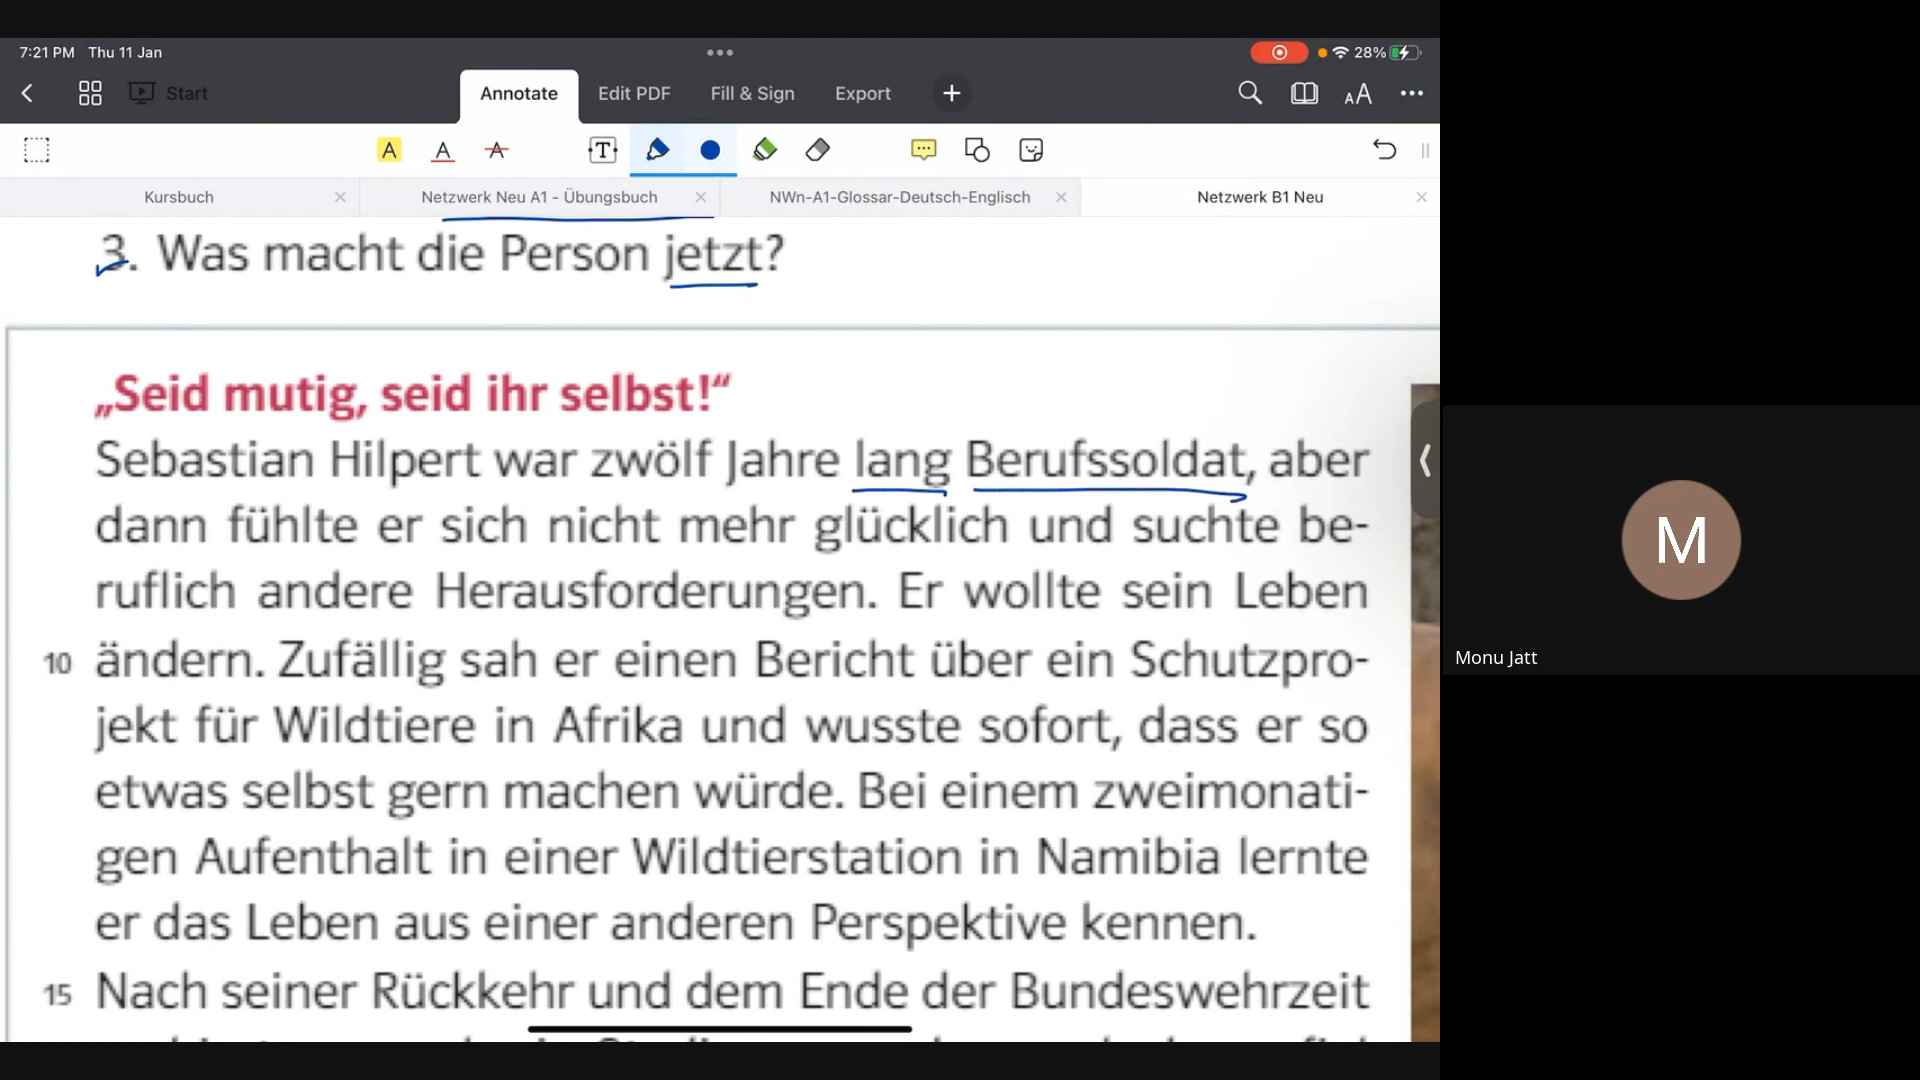 7:21 PM Thu 11 Jan
28%
Start
Annotate
Edit PDF
Fill & Sign
Export
Kursbuch
Netzwerk Neu A1 - Übungsbuch
NWn-A1-Glossar-Deutsch-Englisch
Netzwerk B1 Neu
3. Was macht die Person jetzt?
„Seid mutig, seid ihr selbst!“
Sebastian Hilpert war zwölf Jahre lang Berufssoldat, aber
dann fühlte er sich nicht mehr glücklich und suchte be-
ruflich andere Herausforderungen. Er wollte sein Leben
10 ändern. Zufällig sah er einen Bericht über ein Schutzpro-
jekt für Wildtiere in Afrika und wusste sofort, dass er so
etwas selbst gern machen würde. Bei einem zweimonati-
gen Aufenthalt in einer Wildtierstation in Namibia lernte
er das Leben aus einer anderen Perspektive kennen.
15 Nach seiner Rückkehr und dem Ende der Bundeswehrzeit
M
Monu Jatt